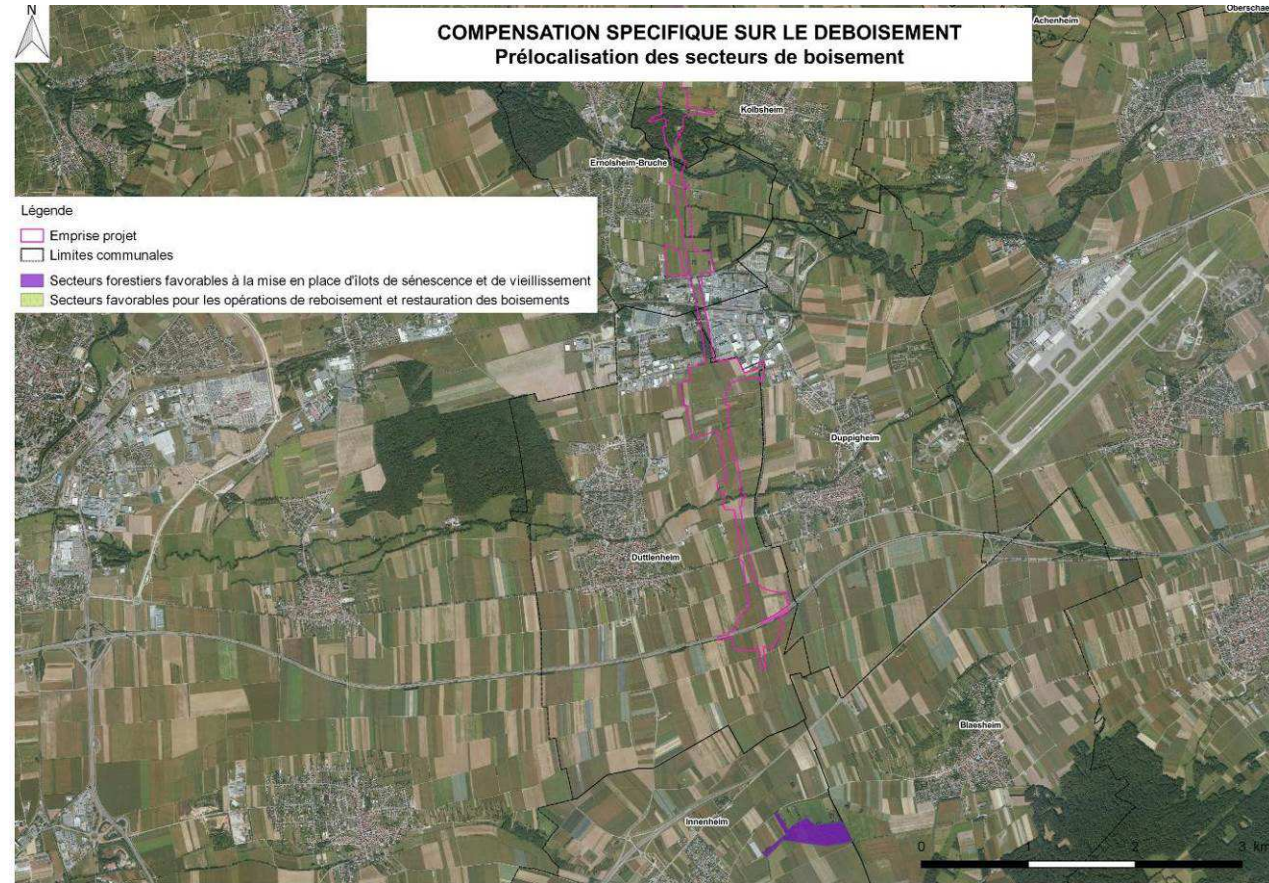 N
COMPENSATION SPECIFIQUE SUR LE DEBOISEMENT
Prélocalisation des secteurs de boisement
Achenheim
Oberschae
Kolbsheim
Ernolsheim-Bruche
Légende
Emprise projet
Limites communales
Secteurs forestiers favorables à la mise en place d'îlots de sénescence et de vieillissement
Secteurs favorables pour les opérations de reboisement et restauration des boisements
Duppigheim
Duttlenheim
Blaesheim
Innenheim
0 1 2 3 km